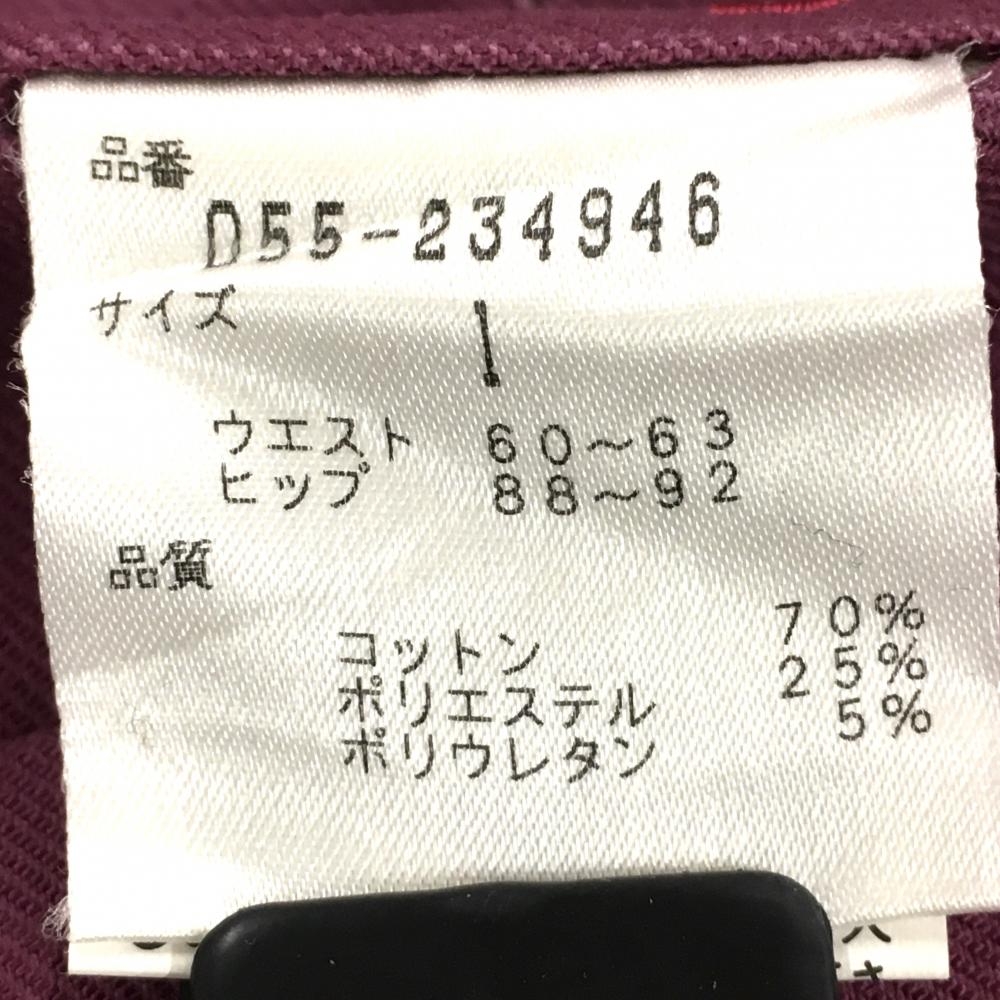 品番
D55-234946
サイズ
1
ウエスト 60～63
ヒップ 88～92
品質
コットン 70%
ポリエステル 25%
ポリウレタン 5%